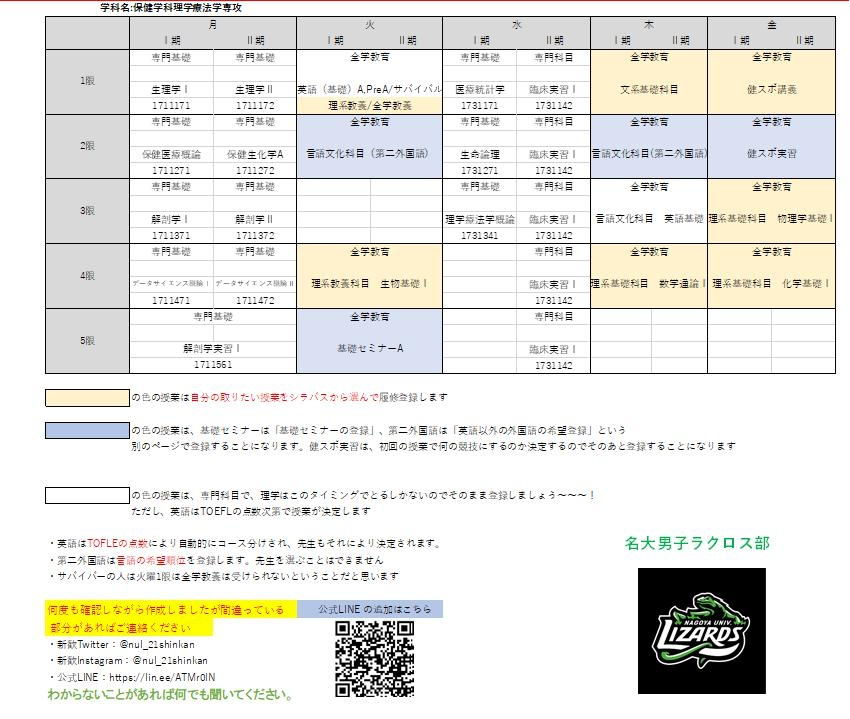 学科名:保健学科理学療法学専攻
月 火 水 木 金
Ⅰ期 Ⅱ期 Ⅰ期 Ⅱ期 Ⅰ期 Ⅱ期 Ⅰ期 Ⅱ期 Ⅰ期 Ⅱ期
専門基礎 専門基礎 全学教育 専門基礎 専門科目 全学教育 全学教育
1限 生理学Ⅰ 生理学Ⅱ 英語（基礎）A,PreA/サバイバル 医療統計学 臨床実習Ⅰ 文系基礎科目 健スポ講義
1711171 1711172 理系教養/全学教養 1731171 1731142
専門基礎 専門基礎 全学教育 専門基礎 専門科目 全学教育 全学教育
2限 保健医療概論 保健生化学A 言語文化科目（第二外国語) 生命論理 臨床実習Ⅰ 言語文化科目(第二外国語) 健スポ実習
1711271 1711272 1731271 1731142
専門基礎 専門基礎 専門基礎 専門科目 全学教育 全学教育
3限 解剖学Ⅰ 解剖学Ⅱ 理学療法学概論 臨床実習Ⅰ 言語文化科目 英語基礎 理系基礎科目 物理学基礎Ⅰ
1711371 1711372 1731341 1731142
専門基礎 専門基礎 全学教育 専門科目 全学教育 全学教育
4限 データサイエンス概論Ⅰ データサイエンス概論Ⅱ 理系教養科目 生物基礎Ⅰ 臨床実習Ⅰ 理系基礎科目 数学通論Ⅰ 理系基礎科目 化学基礎Ⅰ
1711471 1711472 1731142
専門基礎 全学教育 専門科目
5限 解剖学実習Ⅰ 基礎セミナーA 臨床実習Ⅰ
1711561 1731142
の色の授業は自分の取りたい授業をシラバスから選んで履修登録します
の色の授業は、基礎セミナーは「基礎セミナーの登録」、第二外国語は「英語以外の外国語の希望登録」という
別のページで登録することになります。健スポ実習は、初回の授業で何の競技にするのか決定するのでそのあと登録することになります
の色の授業は、専門科目で、理学はこのタイミングでとるしかないのでそのまま登録しましょう～～～！
ただし、英語はTOEFLの点数次第で授業が決定します
・英語はTOFLEの点数により自動的にコース分けされ、先生もそれにより決定されます。
・第二外国語は言語の希望順位を登録します。先生を選ぶことはできません
・サバイバーの人は火曜1限は全学教養は受けられないということだと思います
名大男子ラクロス部
何度も確認しながら作成しましたが間違っている
部分があればご連絡ください
公式LINE の追加はこちら
・新歓Twitter：@nul_21shinkan
・新歓Instagram：@nul_21shinkan
・公式LINE：https://lin.ee/ATMr0IN
わからないことがあれば何でも聞いてください。
NAGOYA UNIV.
LIZARDS